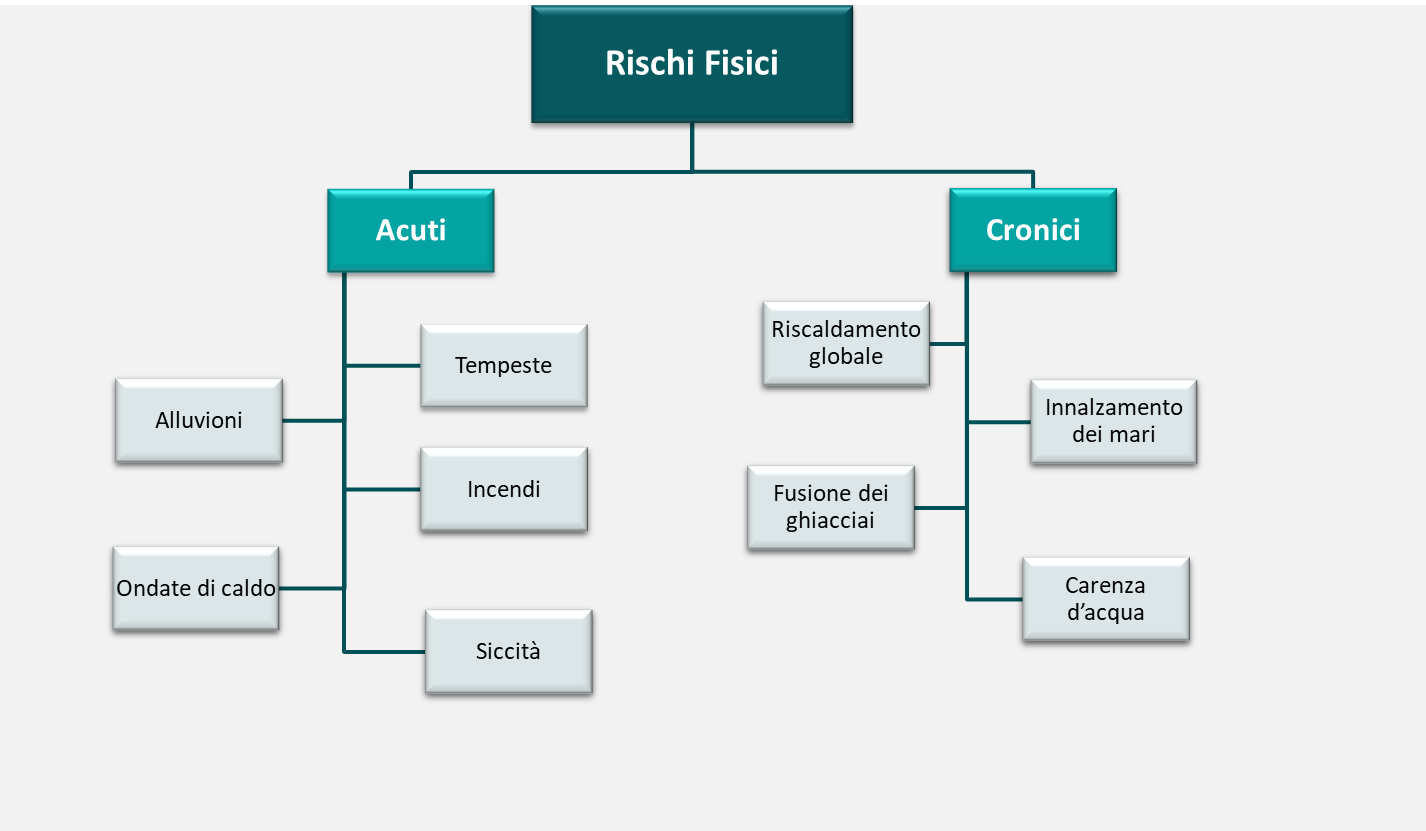 Rischi Fisici
Acuti
Cronici
Tempeste
Alluvioni
Incendi
Ondate di caldo
Siccità
Riscaldamento
globale
Innalzamento
dei mari
Fusione dei
ghiacciai
Carenza
d’acqua